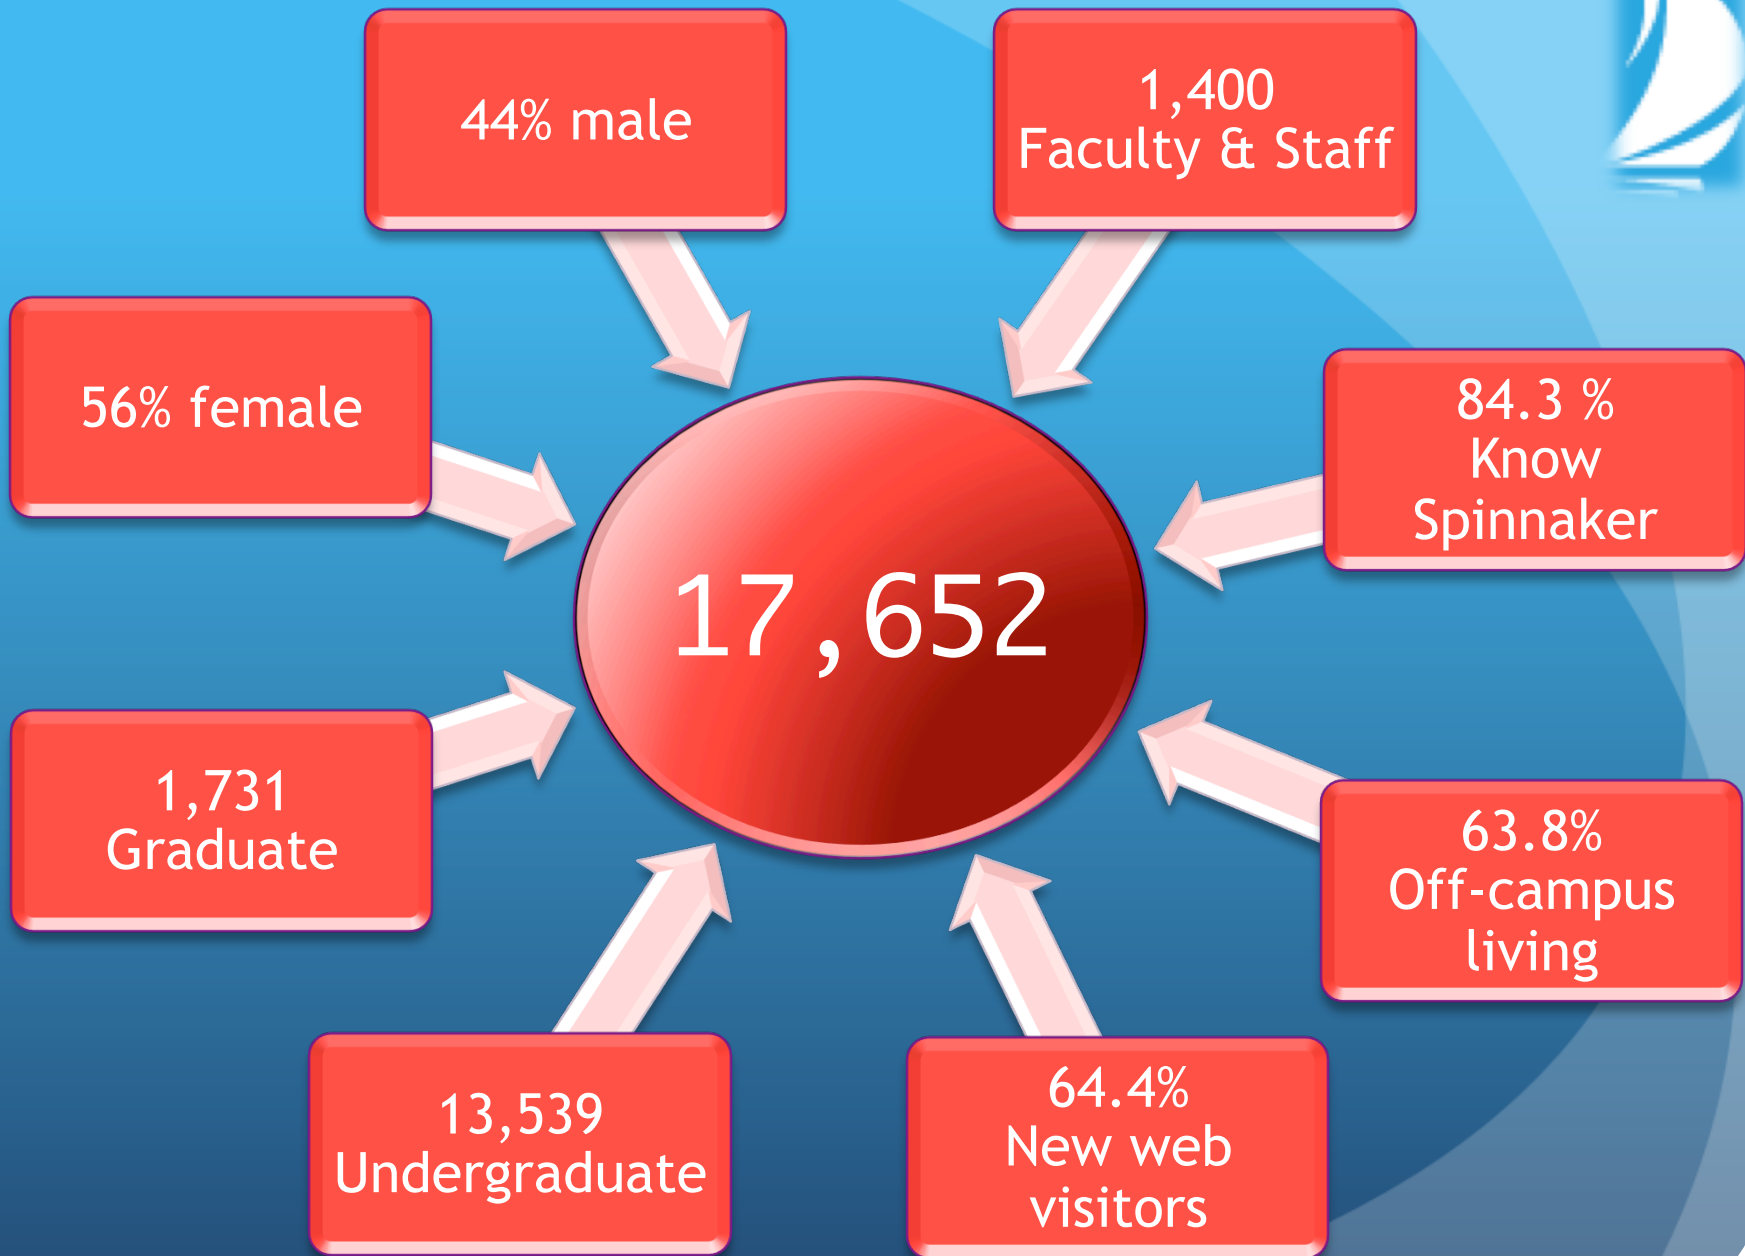 44% male
1,400
Faculty & Staff
56% female
84.3 %
Know
Spinnaker
17,652
1,731
Graduate
63.8%
Off-campus
living
13,539
Undergraduate
64.4%
New web
visitors